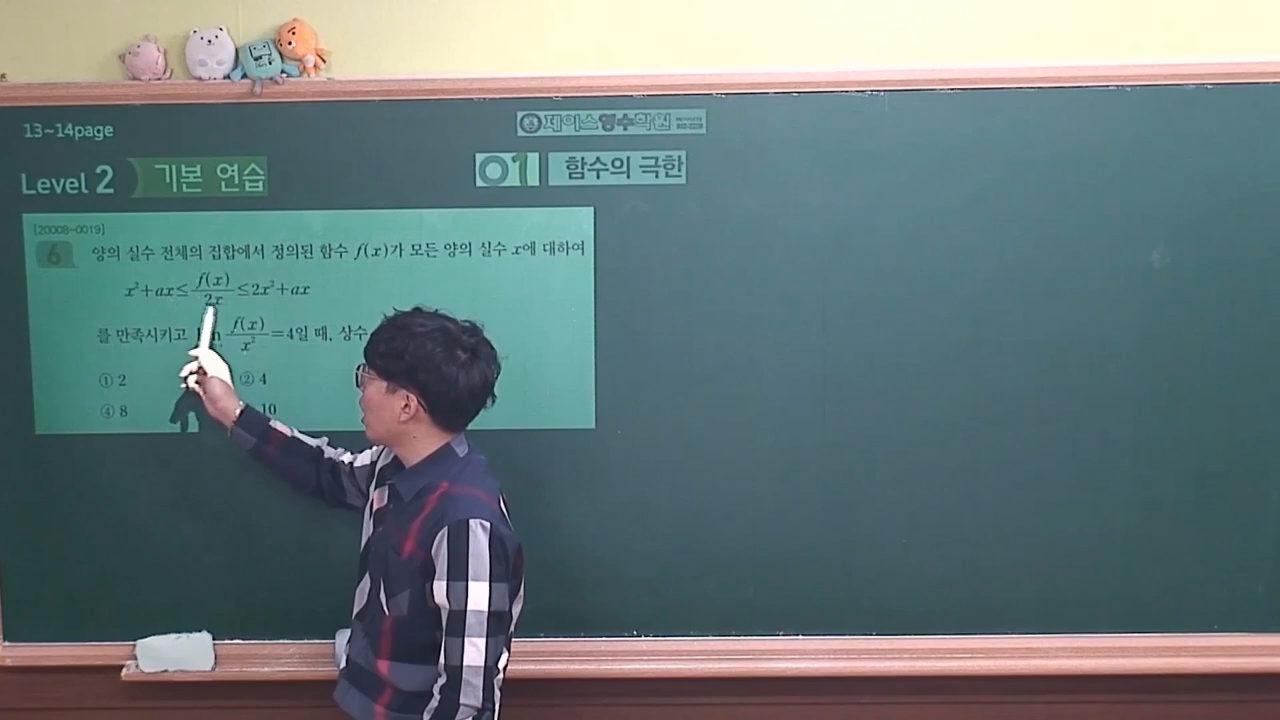 13~14page
제이스영수학원
Level 2 기본 연습
01 함수의 극한
[20008-0019]
6 양의 실수 전체의 집합에서 정의된 함수 f(x)가 모든 양의 실수 x에 대하여
x²+ax≤f(x)/2x≤2x²+ax
를 만족시키고 f(x)/x²=4일 때, 상수
① 2 ② 4
④ 8 10